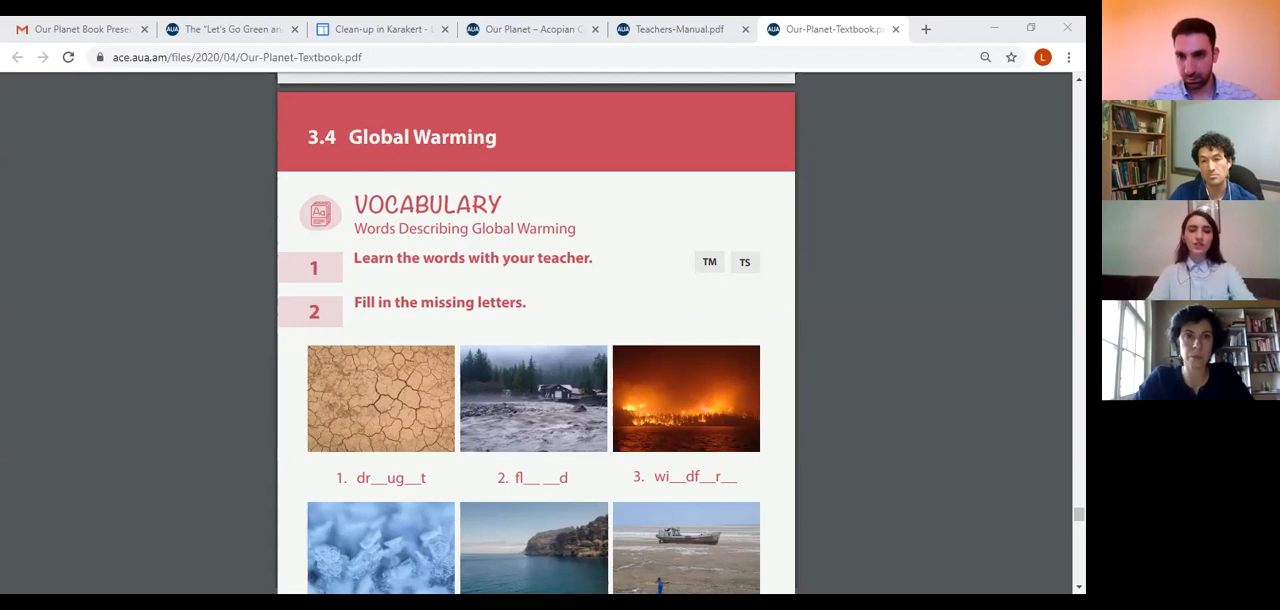 Our Planet Book Prese
The "Let's Go Green an
Clean-up in Karakert -
Our Planet – Acopian C
Teachers-Manual.pdf
Our-Planet-Textbook.p
ace.aua.am/files/2020/04/Our-Planet-Textbook.pdf
L
3.4 Global Warming
Aa
VOCABULARY
Words Describing Global Warming
1 Learn the words with your teacher. TM TS
2 Fill in the missing letters.
1. dr__ug__t 2. fl__ __d 3. wi__df__r__